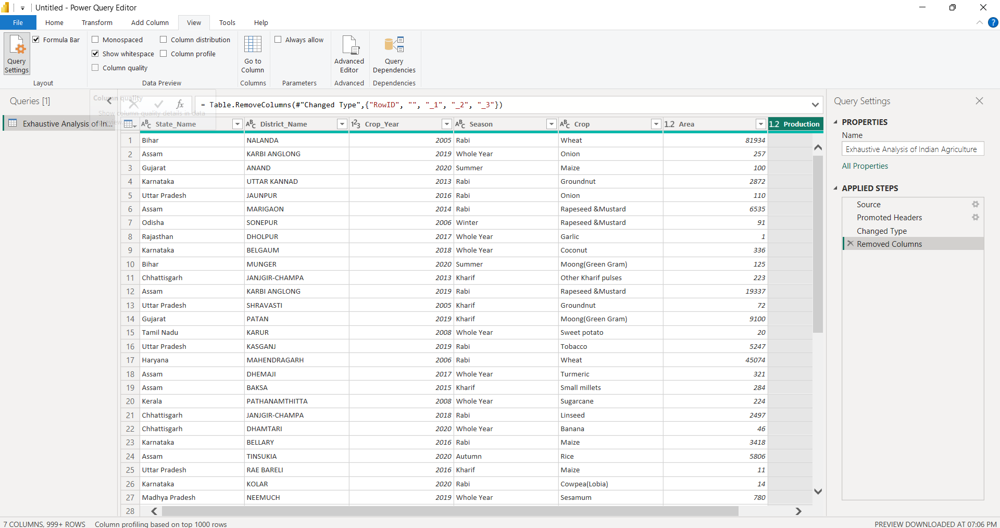 Untitled - Power Query Editor
File Home Transform Add Column View Tools Help
Query Settings
Formula Bar
Layout
Monospaced
Show whitespace
Column quality
Column distribution
Column profile
Data Preview
Go to Column
Columns
Always allow
Parameters
Advanced Editor
Advanced
Query Dependencies
Dependencies
Queries [1]
Exhaustive Analysis of In...
Column quality
Show column quality details in data
preview.
fx = Table.RemoveColumns(#"Changed Type",{"RowID", "", "_1", "_2", "_3"})
ABC State_Name ABC District_Name 123 Crop_Year ABC Season ABC Crop 1.2 Area 1.2 Production
1 Bihar NALANDA 2005 Rabi Wheat 81934
2 Assam KARBI ANGLONG 2019 Whole Year Onion 257
3 Gujarat ANAND 2020 Summer Maize 100
4 Karnataka UTTAR KANNAD 2013 Rabi Groundnut 2872
5 Uttar Pradesh JAUNPUR 2016 Rabi Onion 110
6 Assam MARIGAON 2014 Rabi Rapeseed &Mustard 6535
7 Odisha SONEPUR 2006 Winter Rapeseed &Mustard 91
8 Rajasthan DHOLPUR 2017 Whole Year Garlic 1
9 Karnataka BELGAUM 2018 Whole Year Coconut 336
10 Bihar MUNGER 2020 Summer Moong(Green Gram) 125
11 Chhattisgarh JANJGIR-CHAMPA 2013 Kharif Other Kharif pulses 223
12 Assam KARBI ANGLONG 2019 Rabi Rapeseed &Mustard 19337
13 Uttar Pradesh SHRAVASTI 2005 Kharif Groundnut 72
14 Gujarat PATAN 2019 Kharif Moong(Green Gram) 9100
15 Tamil Nadu KARUR 2008 Whole Year Sweet potato 20
16 Uttar Pradesh KASGANJ 2019 Rabi Tobacco 5247
17 Haryana MAHENDRAGARH 2006 Rabi Wheat 45074
18 Assam DHEMAJI 2017 Whole Year Turmeric 321
19 Assam BAKSA 2015 Kharif Small millets 284
20 Kerala PATHANAMTHITTA 2008 Whole Year Sugarcane 224
21 Chhattisgarh JANJGIR-CHAMPA 2018 Rabi Linseed 2497
22 Chhattisgarh DHAMTARI 2020 Whole Year Banana 46
23 Karnataka BELLARY 2016 Rabi Maize 3418
24 Assam TINSUKIA 2020 Autumn Rice 5806
25 Uttar Pradesh RAE BARELI 2016 Kharif Maize 11
26 Karnataka KOLAR 2020 Rabi Cowpea(Lobia) 14
27 Madhya Pradesh NEEMUCH 2019 Whole Year Sesamum 780
28
Query Settings
PROPERTIES
Name
Exhaustive Analysis of Indian Agriculture
All Properties
APPLIED STEPS
Source
Promoted Headers
Changed Type
Removed Columns
7 COLUMNS, 999+ ROWS Column profiling based on top 1000 rows PREVIEW DOWNLOADED AT 07:06 PM